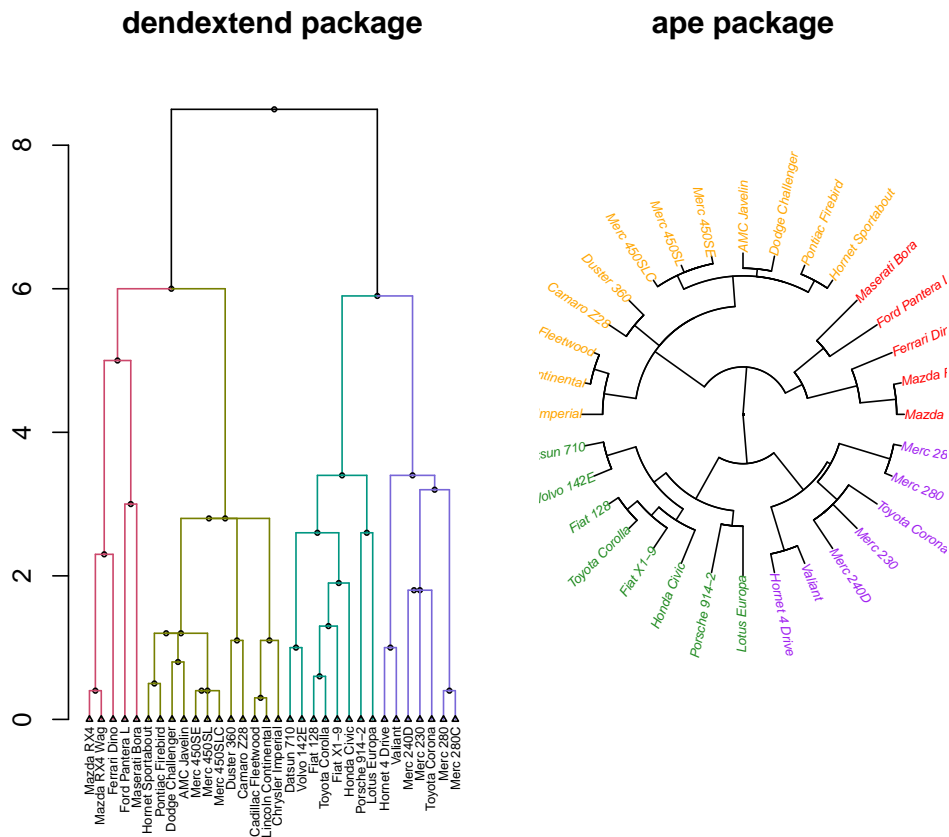 dendextend package
ape package
8
6
4
2
0
Mazda RX4
Mazda RX4 Wag
Ferrari Dino
Ford Pantera L
Maserati Bora
Hornet Sportabout
Pontiac Firebird
Dodge Challenger
AMC Javelin
Merc 450SE
Merc 450SL
Merc 450SLC
Duster 360
Camaro Z28
Cadillac Fleetwood
Lincoln Continental
Chrysler Imperial
Datsun 710
Volvo 142E
Fiat 128
Toyota Corolla
Fiat X1-9
Honda Civic
Porsche 914-2
Lotus Europa
Hornet 4 Drive
Valiant
Merc 240D
Merc 230
Toyota Corona
Merc 280
Merc 280C
Merc 450SLC
Merc 450SL
Merc 450SE
AMC Javelin
Dodge Challenger
Pontiac Firebird
Hornet Sportabout
Maserati Bora
Ford Pantera
Ferrari
Mazda
Mazda
Duster 360
Camaro Z28
Fleetwood
Merc 28
Merc 280
Toyota Corona
Merc 230
Merc 240D
Valiant
Hornet 4 Drive
Lotus Europa
Porsche 914-2
Honda Civic
Fiat X1-9
Toyota Corolla
Fiat 128
142E
710
Imperial